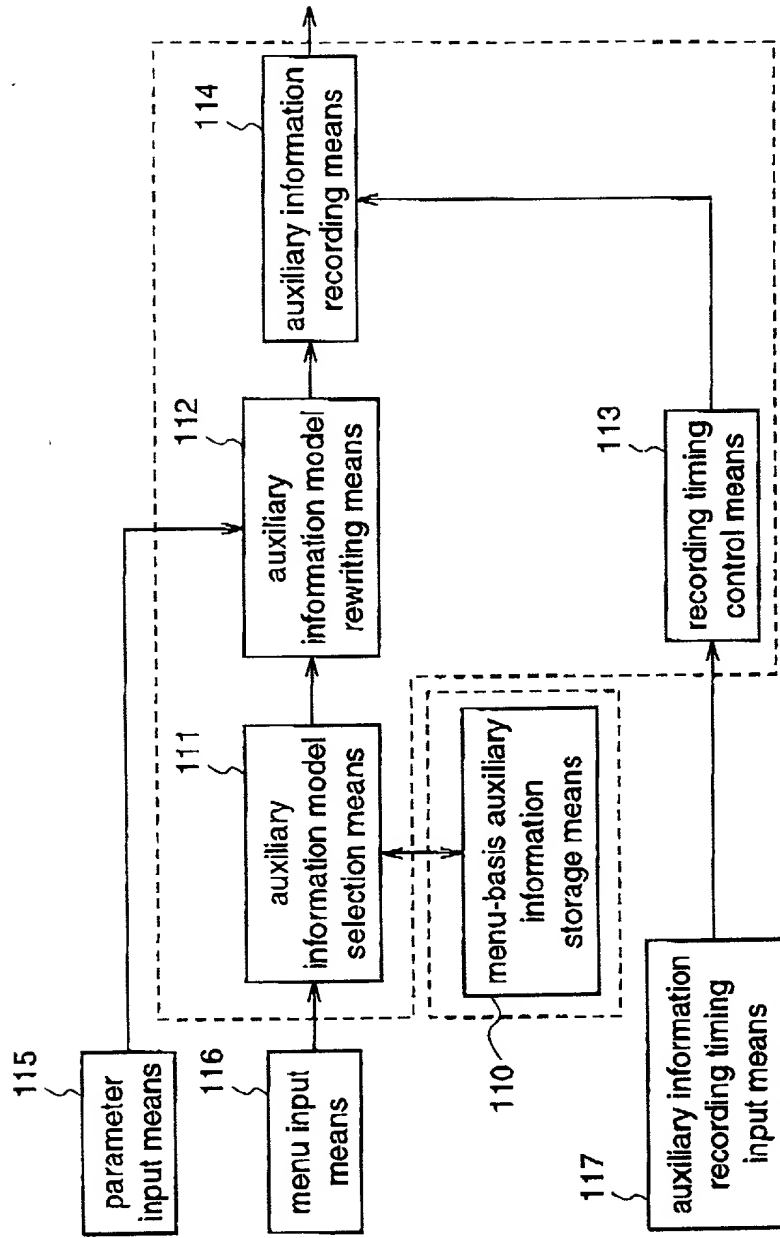 115
parameter
input means
116
menu input
means
111
auxiliary
information model
selection means
112
auxiliary
information model
rewriting means
114
auxiliary information
recording means
110
menu-basis auxiliary
information
storage means
113
recording timing
control means
117
auxiliary information
recording timing
input means